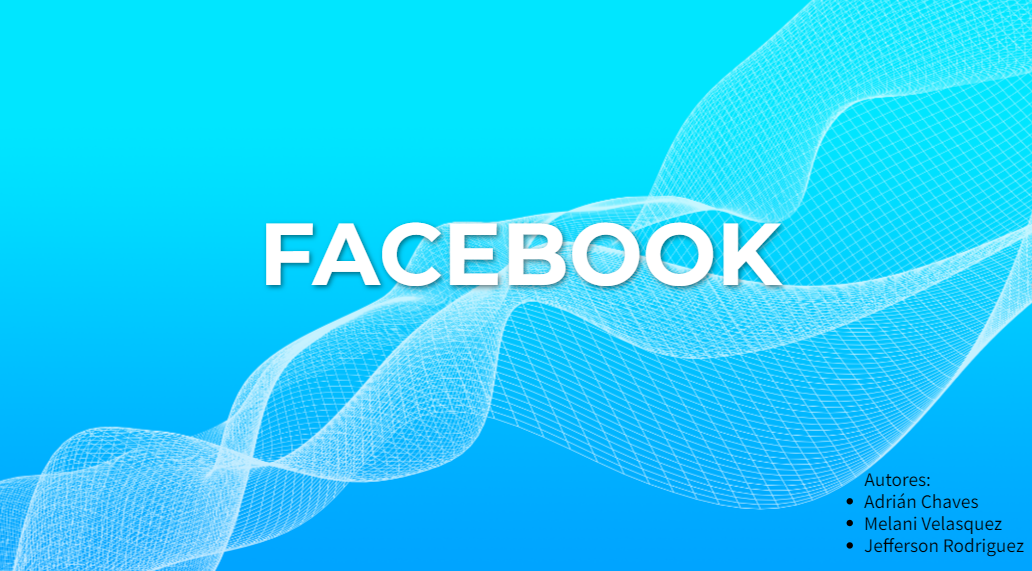 FACEBOOK
Autores:
• Adrián Chaves
• Melani Velasquez
• Jefferson Rodriguez